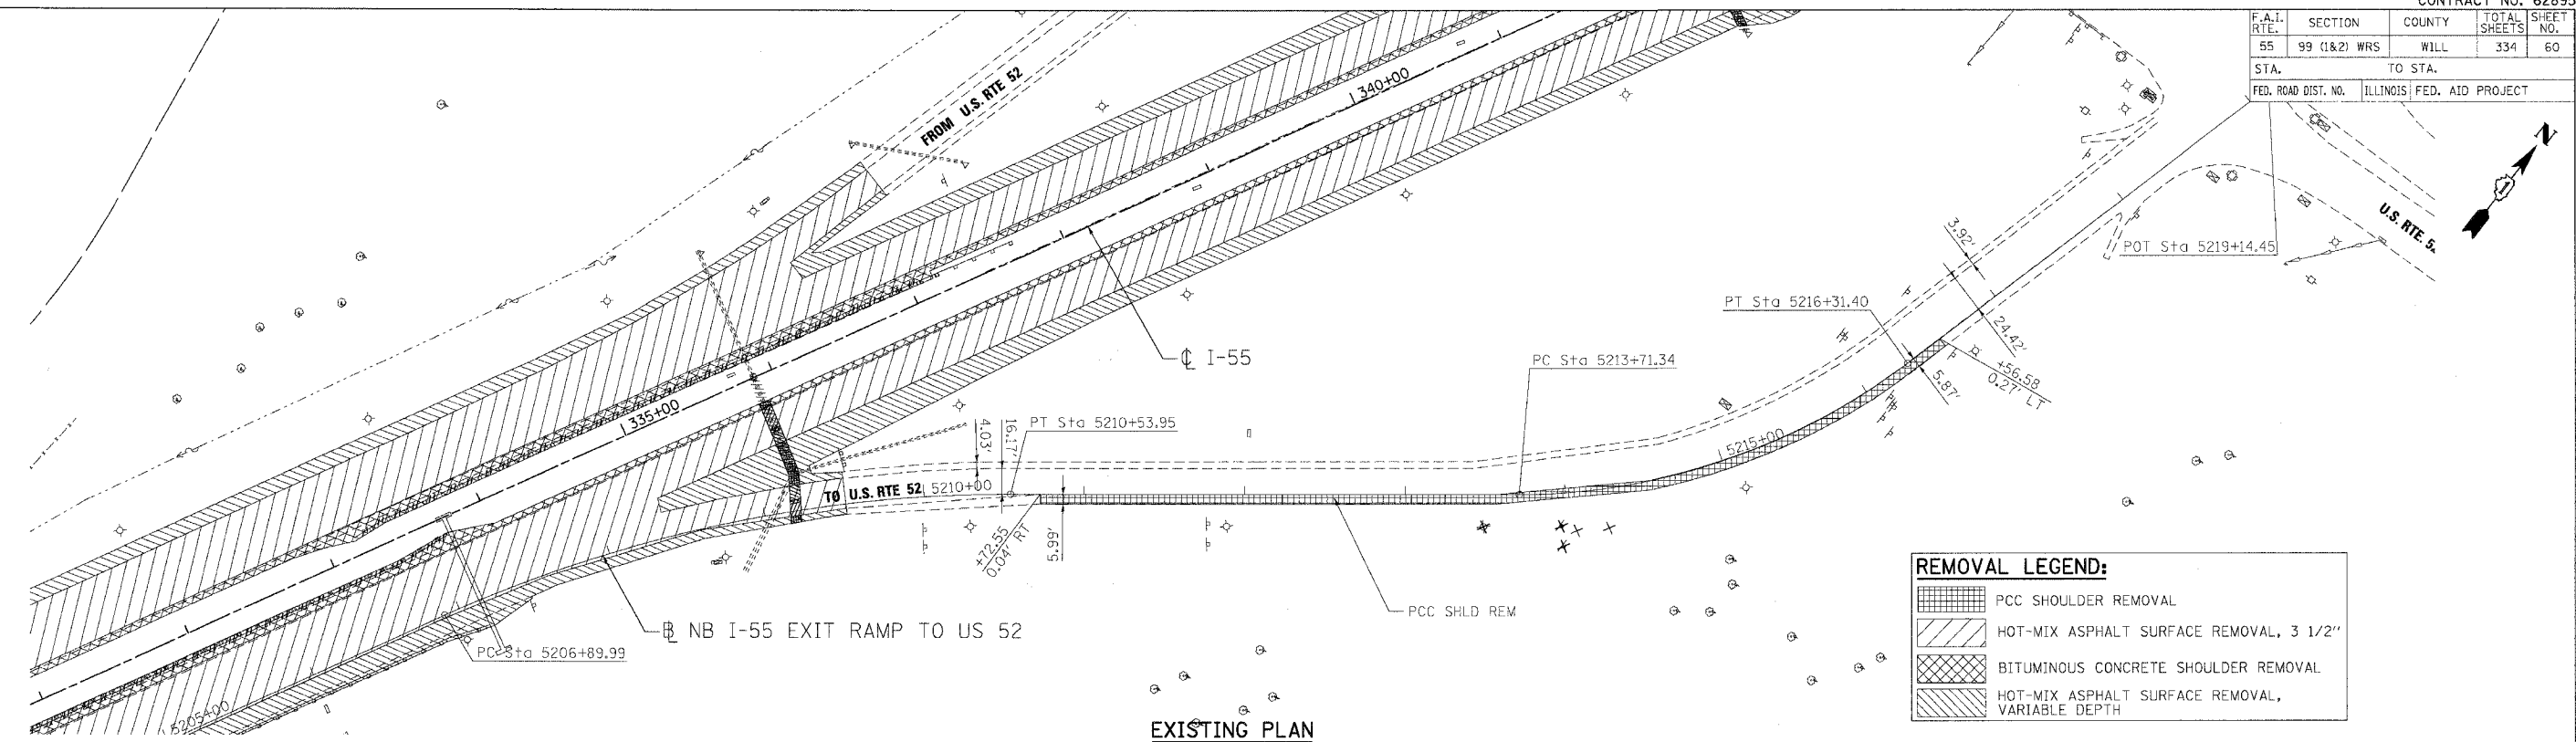 CONTRACT NO. 62895
F.A.I. RTE. SECTION COUNTY TOTAL SHEETS SHEET NO.
55 99 (1&2) WRS WILL 334 60
STA. TO STA.
FED. ROAD DIST. NO. ILLINOIS FED. AID PROJECT
FROM U.S. RTE 52
340+00
N
U.S. RTE. 5
3.92'
POT Sta 5219+14.45
PT Sta 5216+31.40
24.42'
℄ I-55
PC Sta 5213+71.34
5.87'
+56.58
0.27' LT
335+00
4.03'
16.17'
PT Sta 5210+53.95
5215+00
TO U.S. RTE 52
5210+00
+72.55
0.04' RT
5.99'
PCC SHLD REM
B NB I-55 EXIT RAMP TO US 52
PC Sta 5206+89.99
5205+00
REMOVAL LEGEND:
PCC SHOULDER REMOVAL
HOT-MIX ASPHALT SURFACE REMOVAL, 3 1/2"
BITUMINOUS CONCRETE SHOULDER REMOVAL
HOT-MIX ASPHALT SURFACE REMOVAL,
VARIABLE DEPTH
EXISTING PLAN